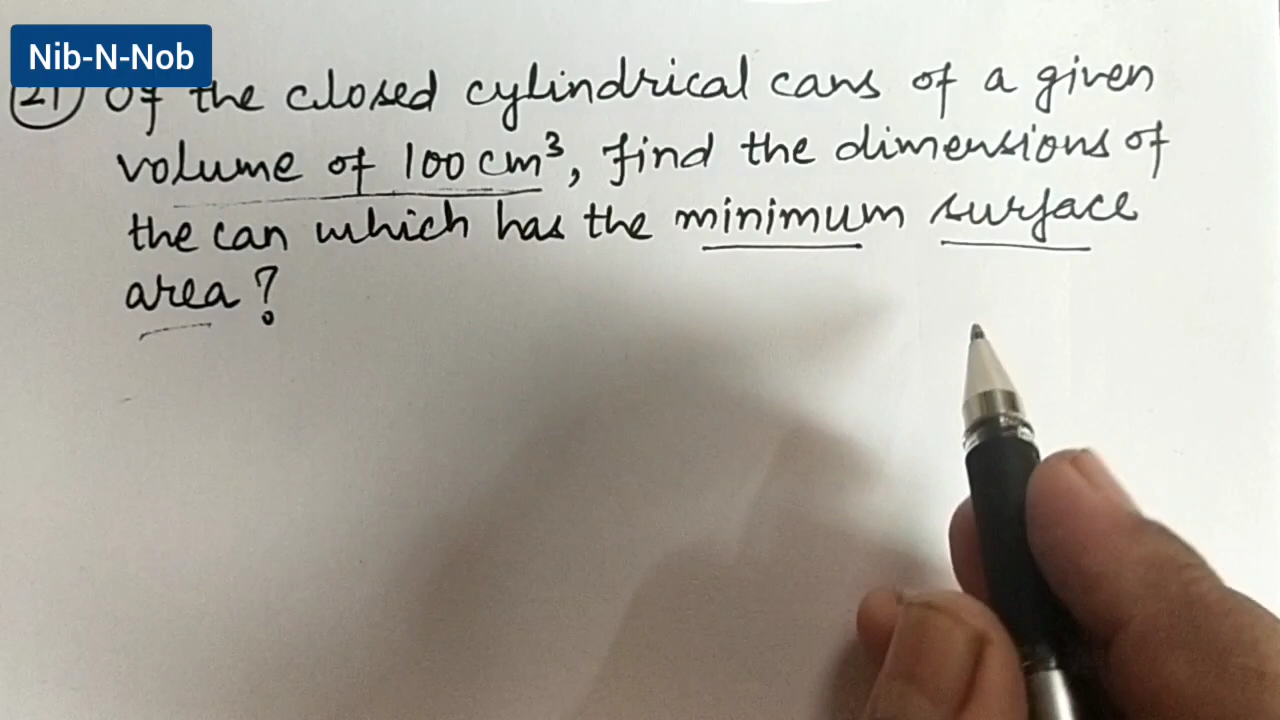 Nib-N-Nob
21) Of the closed cylindrical cans of a given
volume of 100 cm³, find the dimensions of
the can which has the minimum surface
area?